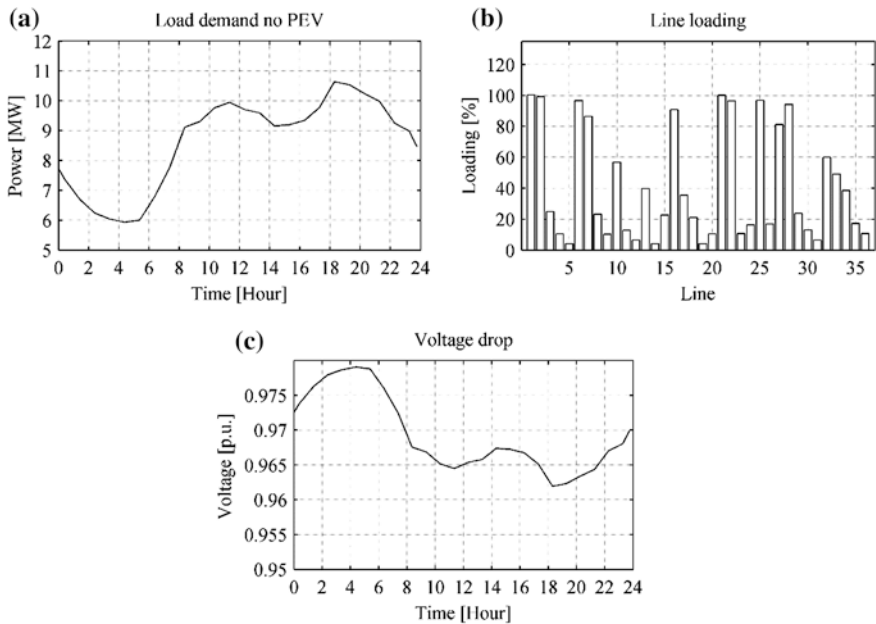 (a) Load demand no PEV
12
11
10
9
8
7
6
5
Power [MW]
0 2 4 6 8 10 12 14 16 18 20 22 24
Time [Hour]
(b) Line loading
120
100
80
60
40
20
0
Loading [%]
5 10 15 20 25 30 35
Line
(c) Voltage drop
0.975
0.97
0.965
0.96
0.955
0.95
Voltage [p.u.]
0 2 4 6 8 10 12 14 16 18 20 22 24
Time [Hour]